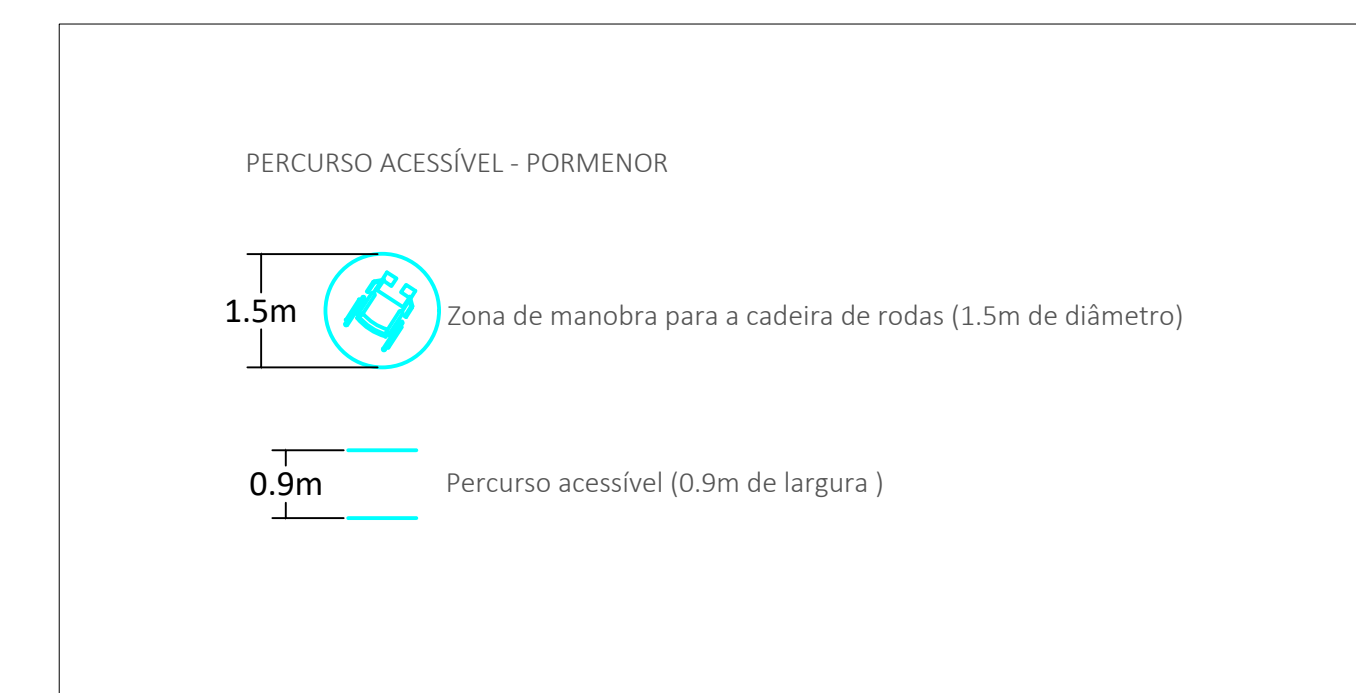 PERCURSO ACESSÍVEL - PORMENOR
1.5m
Zona de manobra para a cadeira de rodas (1.5m de diâmetro)
0.9m
Percurso acessível (0.9m de largura )